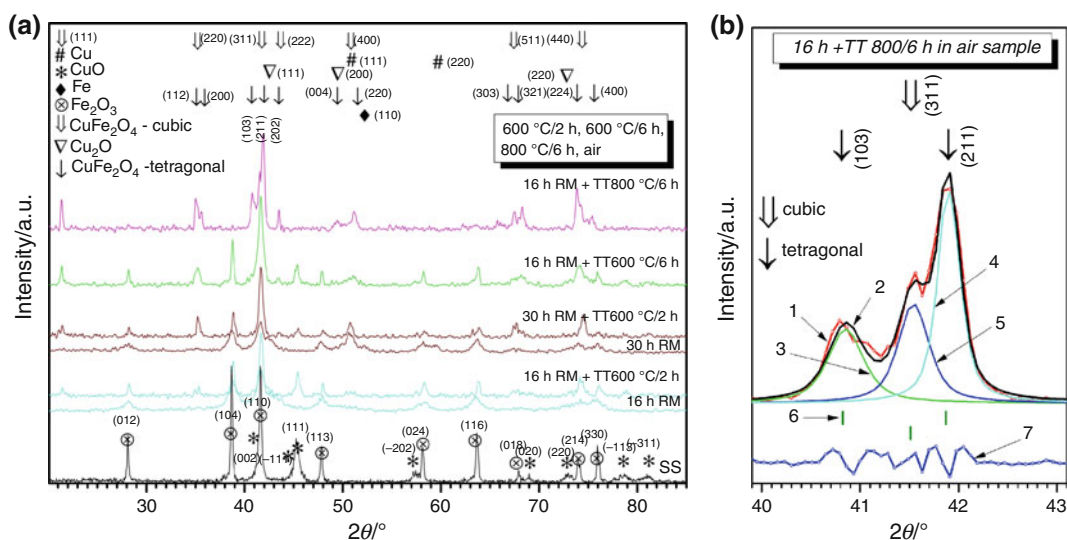 (a)
(111)
(220)
(311)
(222)
(400)
(511)
(440)
# Cu
# (111)
# (220)
* CuO
▽ (111)
▽ (200)
(220) ▽
♦ Fe
(112)
(200)
(103)
(211)
(202)
(004)
(220)
(303)
(321)
(224)
(400)
♦ (110)
⊗ Fe₂O₃
⇓ CuFe₂O₄ - cubic
▽ Cu₂O
↓ CuFe₂O₄ -tetragonal
600 °C/2 h, 600 °C/6 h,
800 °C/6 h, air
16 h RM + TT800 °C/6 h
16 h RM + TT600 °C/6 h
30 h RM + TT600 °C/2 h
30 h RM
16 h RM + TT600 °C/2 h
16 h RM
(012)
(104)
(110)
(002)
(–111)
(111)
(113)
(–202)
(024)
(116)
(018)
(020)
(220)
(214)
(330)
(–113)
(–311)
SS
Intensity/a.u.
30 40 50 60 70 80
2θ/°
(b)
16 h +TT 800/6 h in air sample
(103)
(311)
(211)
⇓ cubic
↓ tetragonal
1
2
3
4
5
6
7
Intensity/a.u.
40 41 42 43
2θ/°